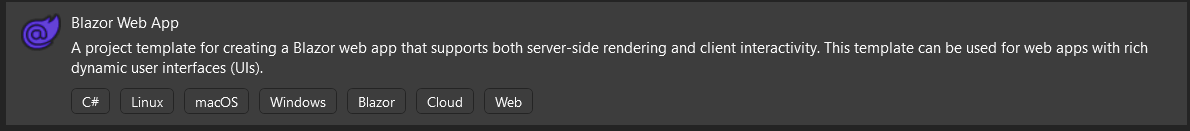 Blazor Web App
A project template for creating a Blazor web app that supports both server-side rendering and client interactivity. This template can be used for web apps with rich
dynamic user interfaces (UIs).
C# Linux macOS Windows Blazor Cloud Web